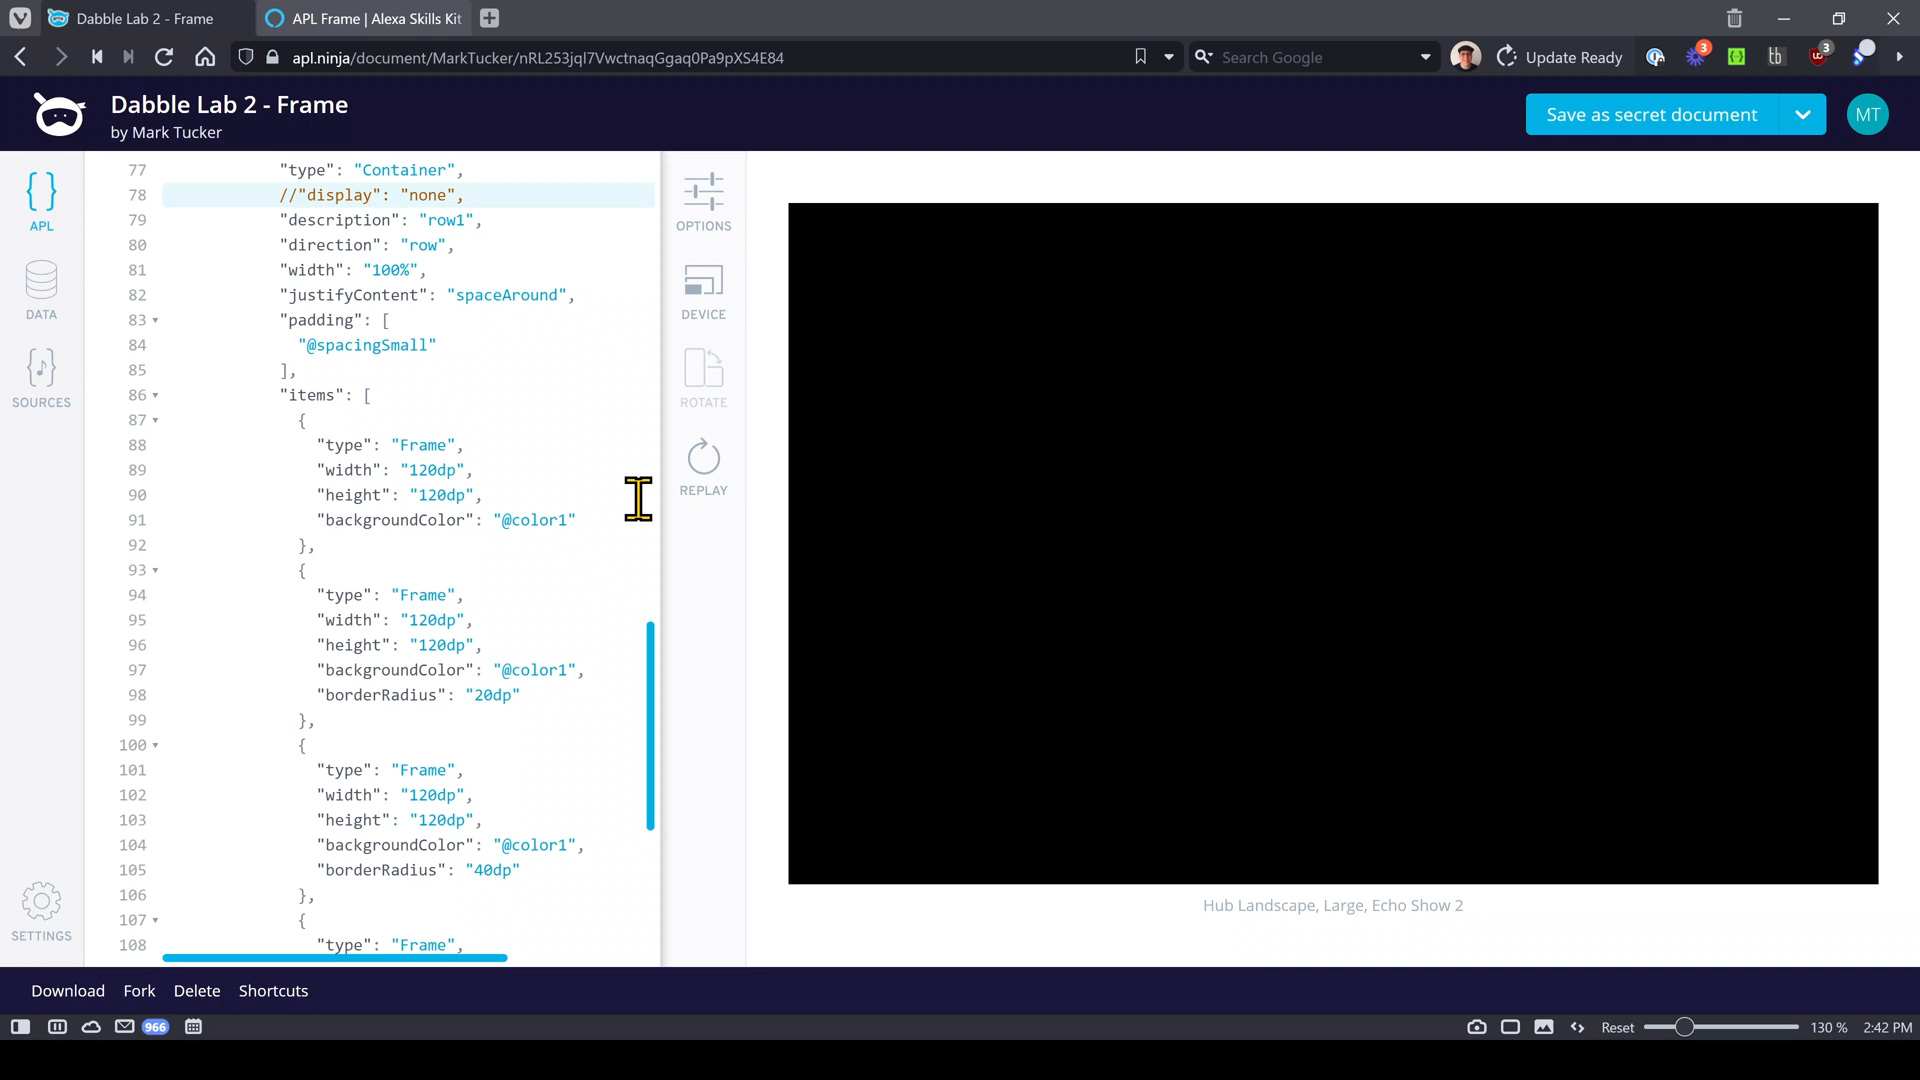 Dabble Lab 2 - Frame
APL Frame | Alexa Skills Kit
apl.ninja/document/MarkTucker/nRL253jql7VwctnaqGgaq0Pa9pXS4E84
Search Google
Update Ready
3
tb
3
Dabble Lab 2 - Frame
by Mark Tucker
Save as secret document
MT
APL
DATA
SOURCES
SETTINGS
77 "type": "Container",
78 //"display": "none",
79 "description": "row1",
80 "direction": "row",
81 "width": "100%",
82 "justifyContent": "spaceAround",
83 "padding": [
84 "@spacingSmall"
85 ],
86 "items": [
87 {
88 "type": "Frame",
89 "width": "120dp",
90 "height": "120dp",
91 "backgroundColor": "@color1"
92 },
93 {
94 "type": "Frame",
95 "width": "120dp",
96 "height": "120dp",
97 "backgroundColor": "@color1",
98 "borderRadius": "20dp"
99 },
100 {
101 "type": "Frame",
102 "width": "120dp",
103 "height": "120dp",
104 "backgroundColor": "@color1",
105 "borderRadius": "40dp"
106 },
107 {
108 "type": "Frame",
OPTIONS
DEVICE
ROTATE
REPLAY
Hub Landscape, Large, Echo Show 2
Download Fork Delete Shortcuts
966
Reset
130 %
2:42 PM